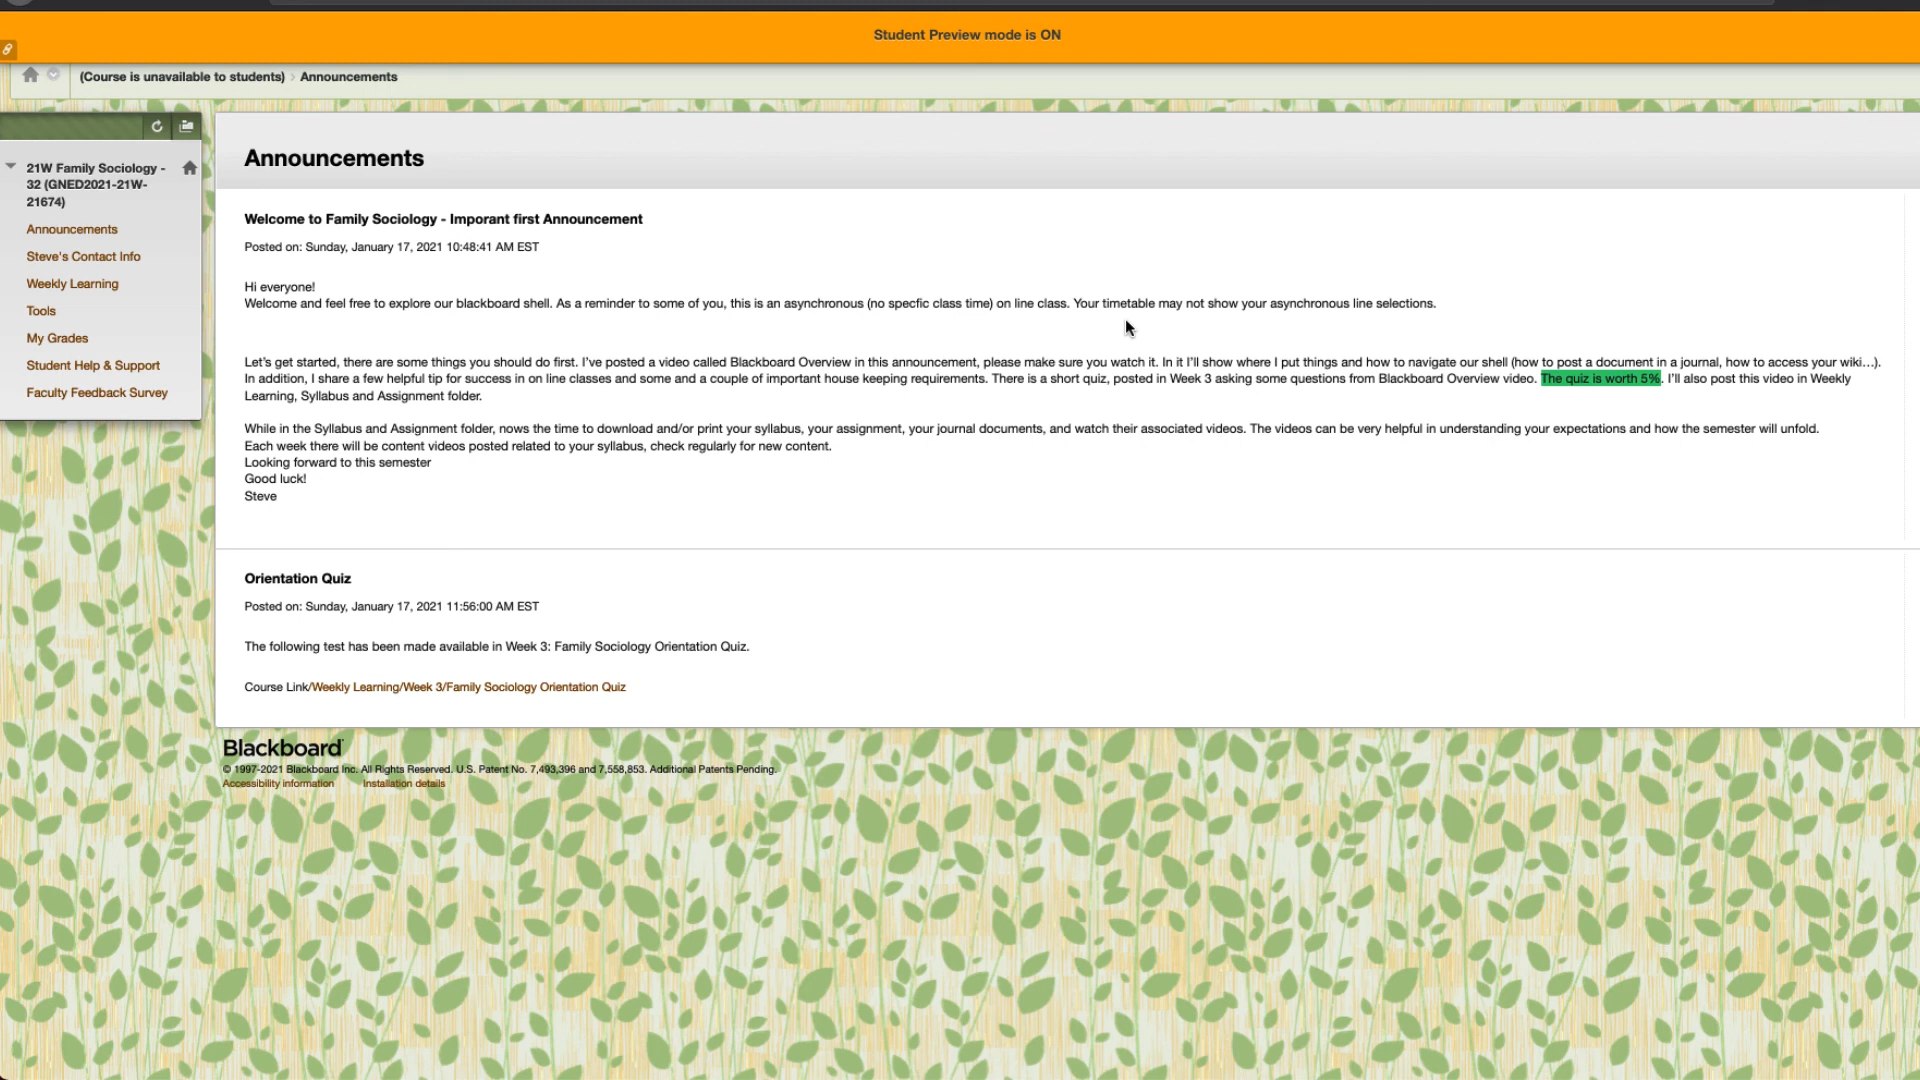 Student Preview mode is ON
(Course is unavailable to students) Announcements
21W Family Sociology -
32 (GNED2021-21W-
21674)
Announcements
Steve's Contact Info
Weekly Learning
Tools
My Grades
Student Help & Support
Faculty Feedback Survey
Announcements
Welcome to Family Sociology - Imporant first Announcement
Posted on: Sunday, January 17, 2021 10:48:41 AM EST
Hi everyone!
Welcome and feel free to explore our blackboard shell. As a reminder to some of you, this is an asynchronous (no specfic class time) on line class. Your timetable may not show your asynchronous line selections.
Let's get started, there are some things you should do first. I've posted a video called Blackboard Overview in this announcement, please make sure you watch it. In it I'll show where I put things and how to navigate our shell (how to post a document in a journal, how to access your wiki...).
In addition, I share a few helpful tip for success in on line classes and some and a couple of important house keeping requirements. There is a short quiz, posted in Week 3 asking some questions from Blackboard Overview video. The quiz is worth 5%. I'll also post this video in Weekly
Learning, Syllabus and Assignment folder.
While in the Syllabus and Assignment folder, nows the time to download and/or print your syllabus, your assignment, your journal documents, and watch their associated videos. The videos can be very helpful in understanding your expectations and how the semester will unfold.
Each week there will be content videos posted related to your syllabus, check regularly for new content.
Looking forward to this semester
Good luck!
Steve
Orientation Quiz
Posted on: Sunday, January 17, 2021 11:56:00 AM EST
The following test has been made available in Week 3: Family Sociology Orientation Quiz.
Course Link/Weekly Learning/Week 3/Family Sociology Orientation Quiz
Blackboard
© 1997-2021 Blackboard Inc. All Rights Reserved. U.S. Patent No. 7,493,396 and 7,558,853. Additional Patents Pending.
Accessibility information Installation details